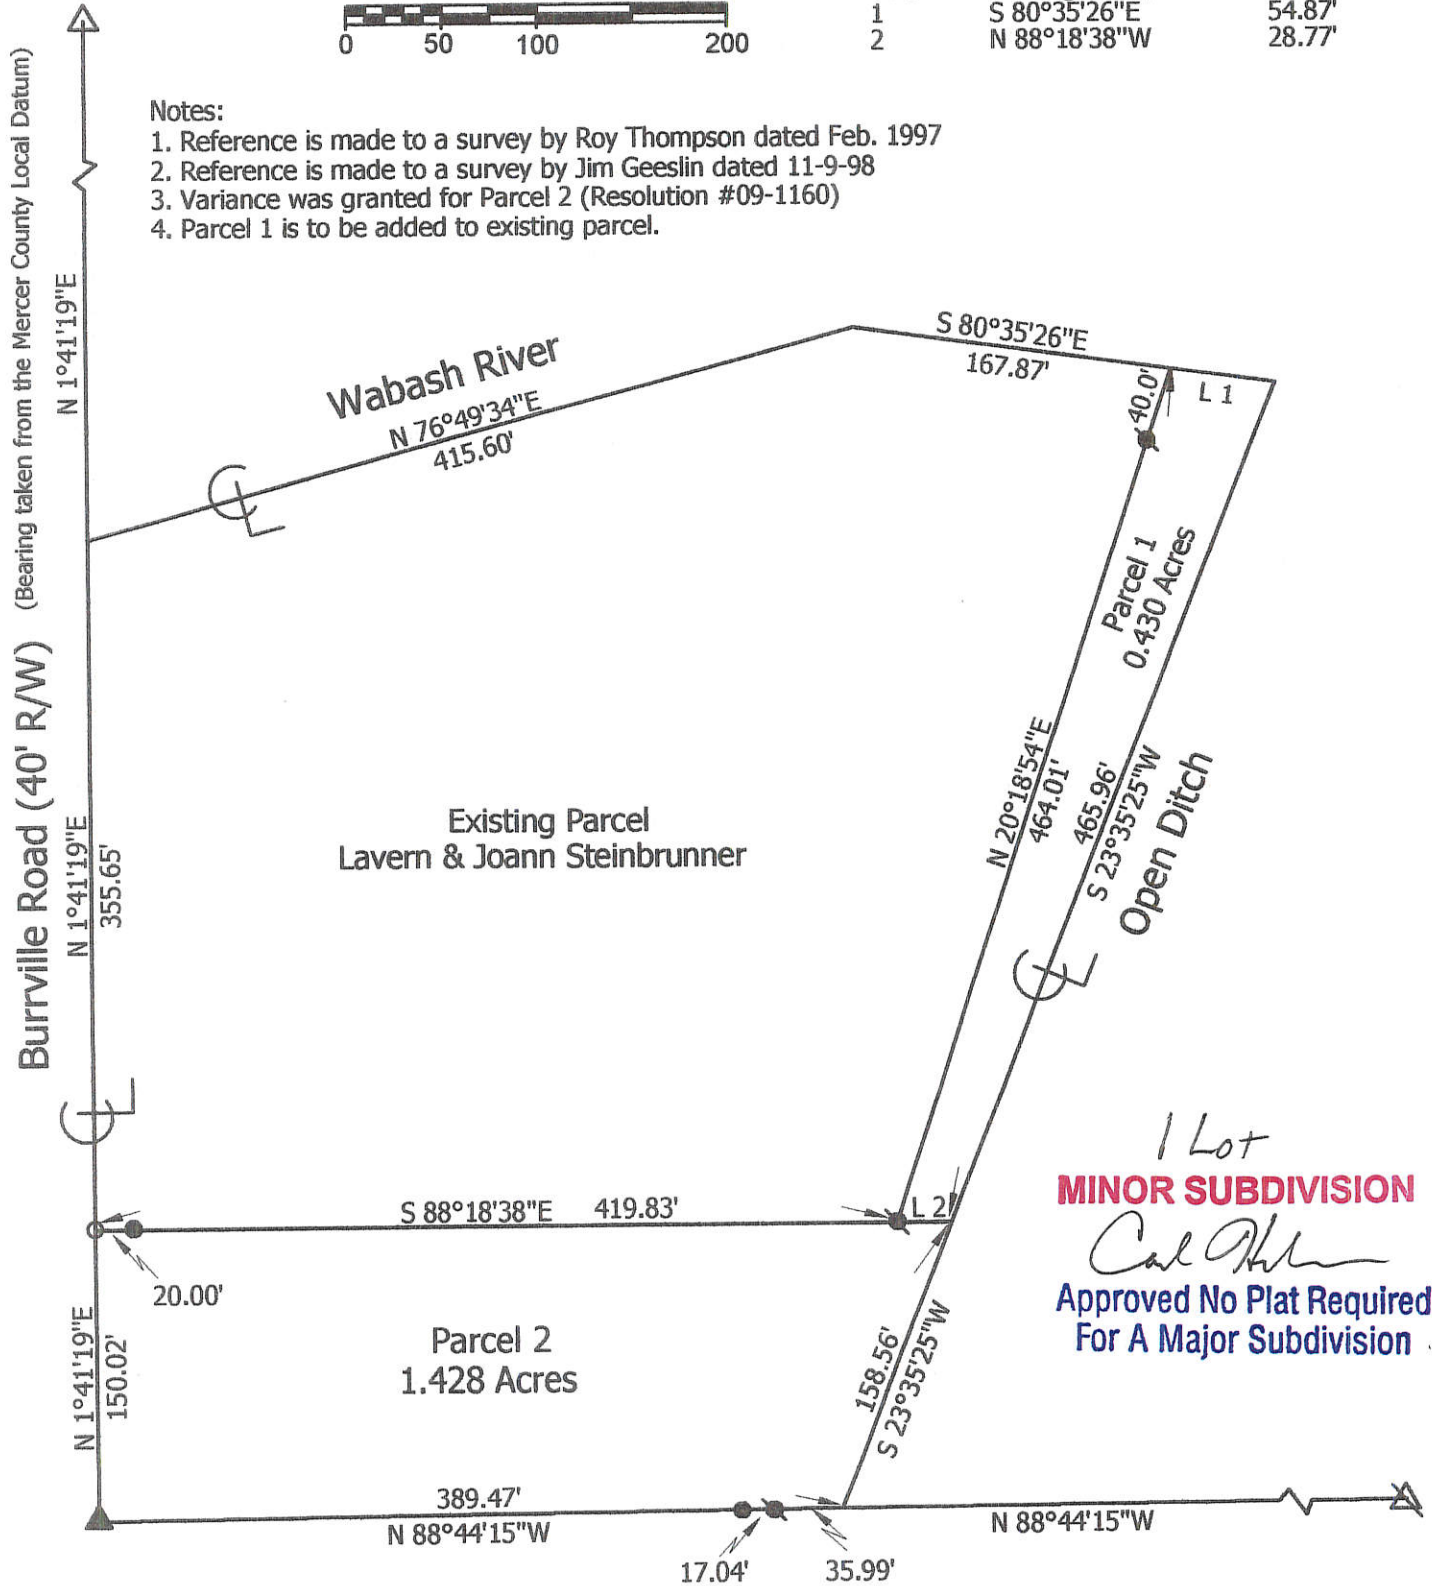 1 S 80°35'26"E 54.87'
2 N 88°18'38"W 28.77'
0 50 100 200
Notes:
1. Reference is made to a survey by Roy Thompson dated Feb. 1997
2. Reference is made to a survey by Jim Geeslin dated 11-9-98
3. Variance was granted for Parcel 2 (Resolution #09-1160)
4. Parcel 1 is to be added to existing parcel.
(Bearing taken from the Mercer County Local Datum)
N 1°41'19"E
Wabash River
N 76°49'34"E
415.60'
S 80°35'26"E
167.87'
40.0'
L 1
Parcel 1
0.430 Acres
Burrville Road (40' R/W)
N 1°41'19"E
355.65'
Existing Parcel
Lavern & Joann Steinbrunner
N 20°18'54"E
464.01'
465.96'
S 23°35'25"W
Open Ditch
1 Lot
MINOR SUBDIVISION
Approved No Plat Required
For A Major Subdivision
S 88°18'38"E 419.83'
L 2
20.00'
N 1°41'19"E
150.02'
Parcel 2
1.428 Acres
158.56'
S 23°35'25"W
389.47'
N 88°44'15"W
N 88°44'15"W
17.04'
35.99'